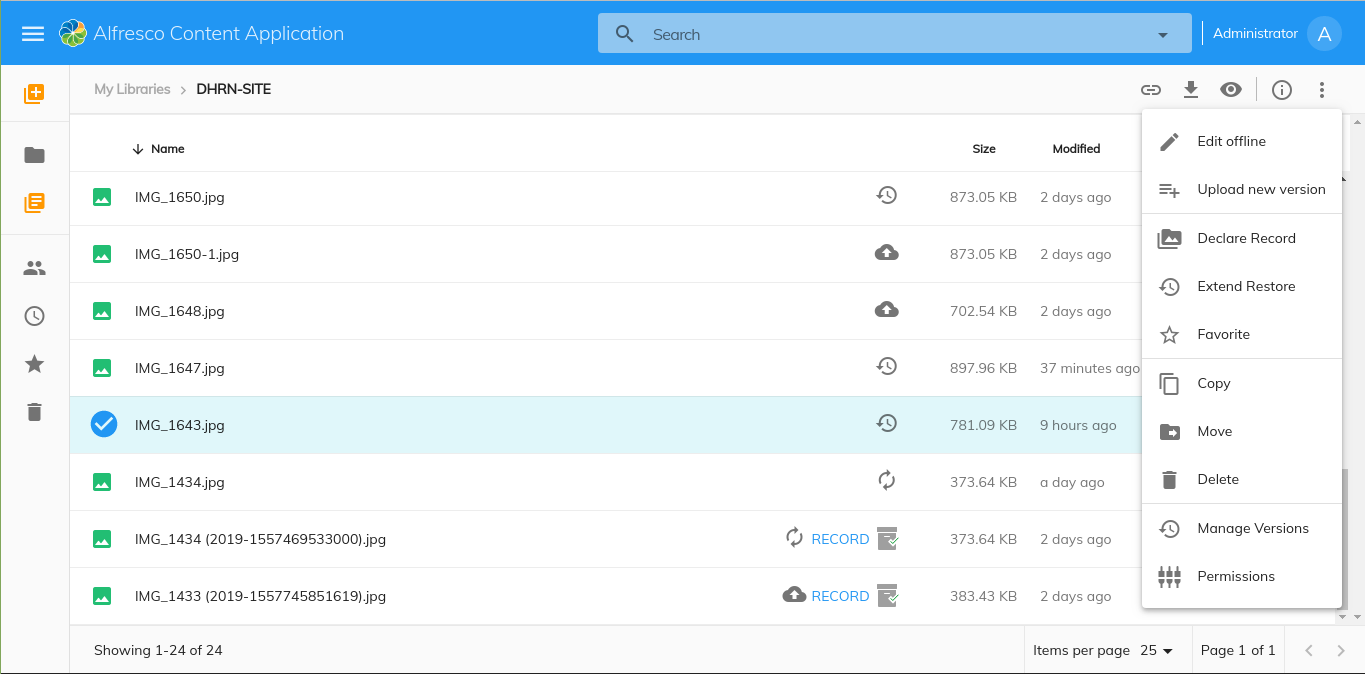 Alfresco Content Application
Search
Administrator A
My Libraries > DHRN-SITE
Name Size Modified
IMG_1650.jpg 873.05 KB 2 days ago
IMG_1650-1.jpg 873.05 KB 2 days ago
IMG_1648.jpg 702.54 KB 2 days ago
IMG_1647.jpg 897.96 KB 37 minutes ago
IMG_1643.jpg 781.09 KB 9 hours ago
IMG_1434.jpg 373.64 KB a day ago
IMG_1434 (2019-1557469533000).jpg RECORD 373.64 KB 2 days ago
IMG_1433 (2019-1557745851619).jpg RECORD 383.43 KB 2 days ago
Edit offline
Upload new version
Declare Record
Extend Restore
Favorite
Copy
Move
Delete
Manage Versions
Permissions
Showing 1-24 of 24 Items per page 25 Page 1 of 1